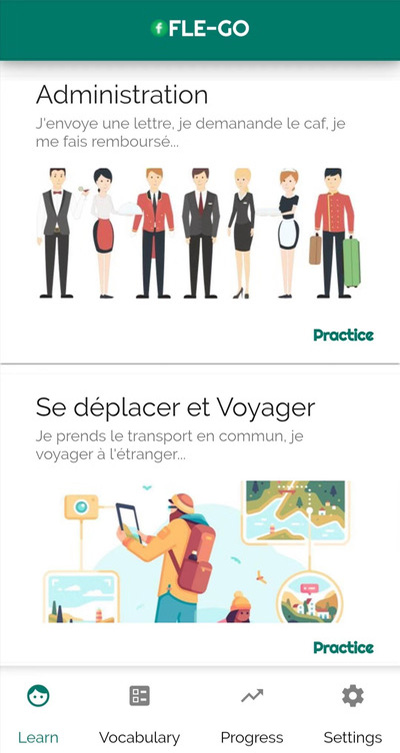 FLE-GO
Administration
J'envoye une lettre, je demanande le caf, je
me fais remboursé...
Practice
Se déplacer et Voyager
Je prends le transport en commun, je
voyager à l'étranger...
Practice
Learn Vocabulary Progress Settings